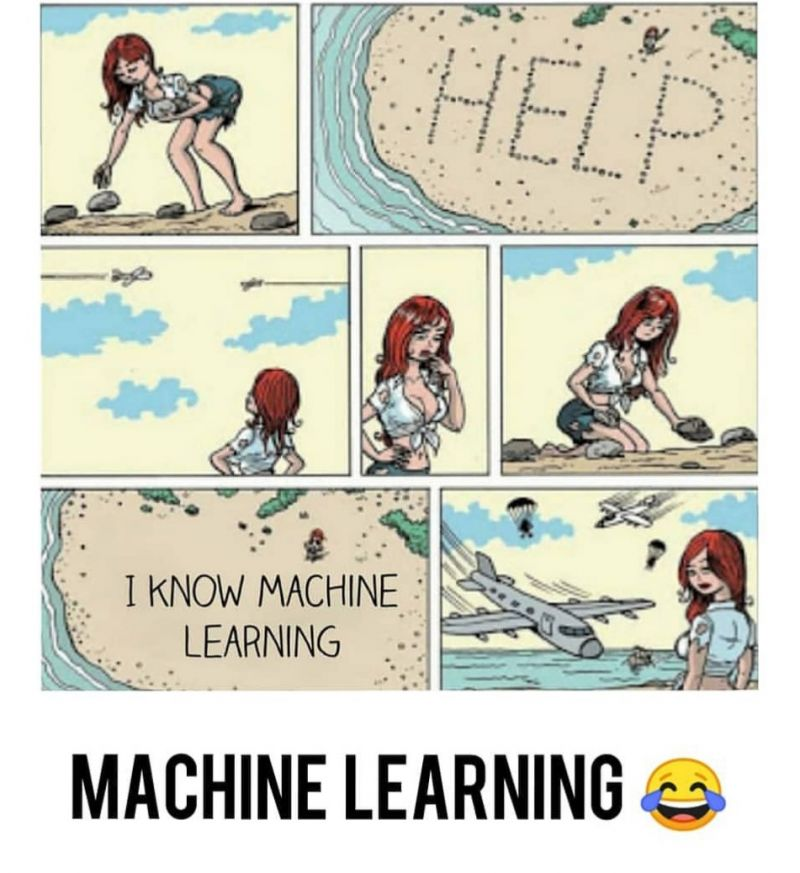 HELP
I KNOW MACHINE
LEARNING
MACHINE LEARNING 😂